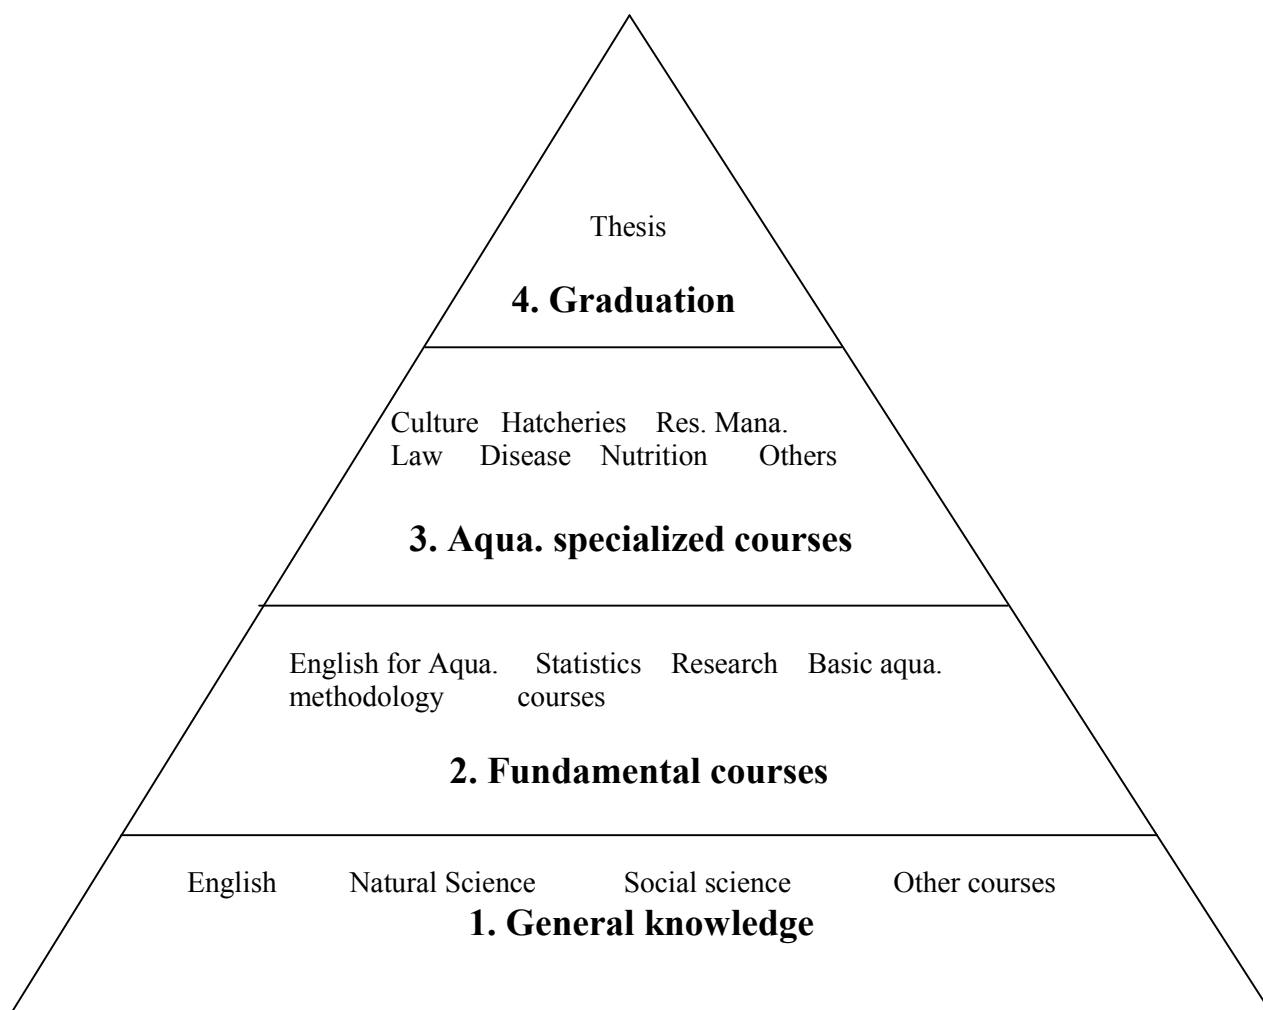 Thesis
4. Graduation
Culture Hatcheries Res. Mana.
Law Disease Nutrition Others
3. Aqua. specialized courses
English for Aqua. Statistics Research Basic aqua.
methodology courses
2. Fundamental courses
English Natural Science Social science Other courses
1. General knowledge